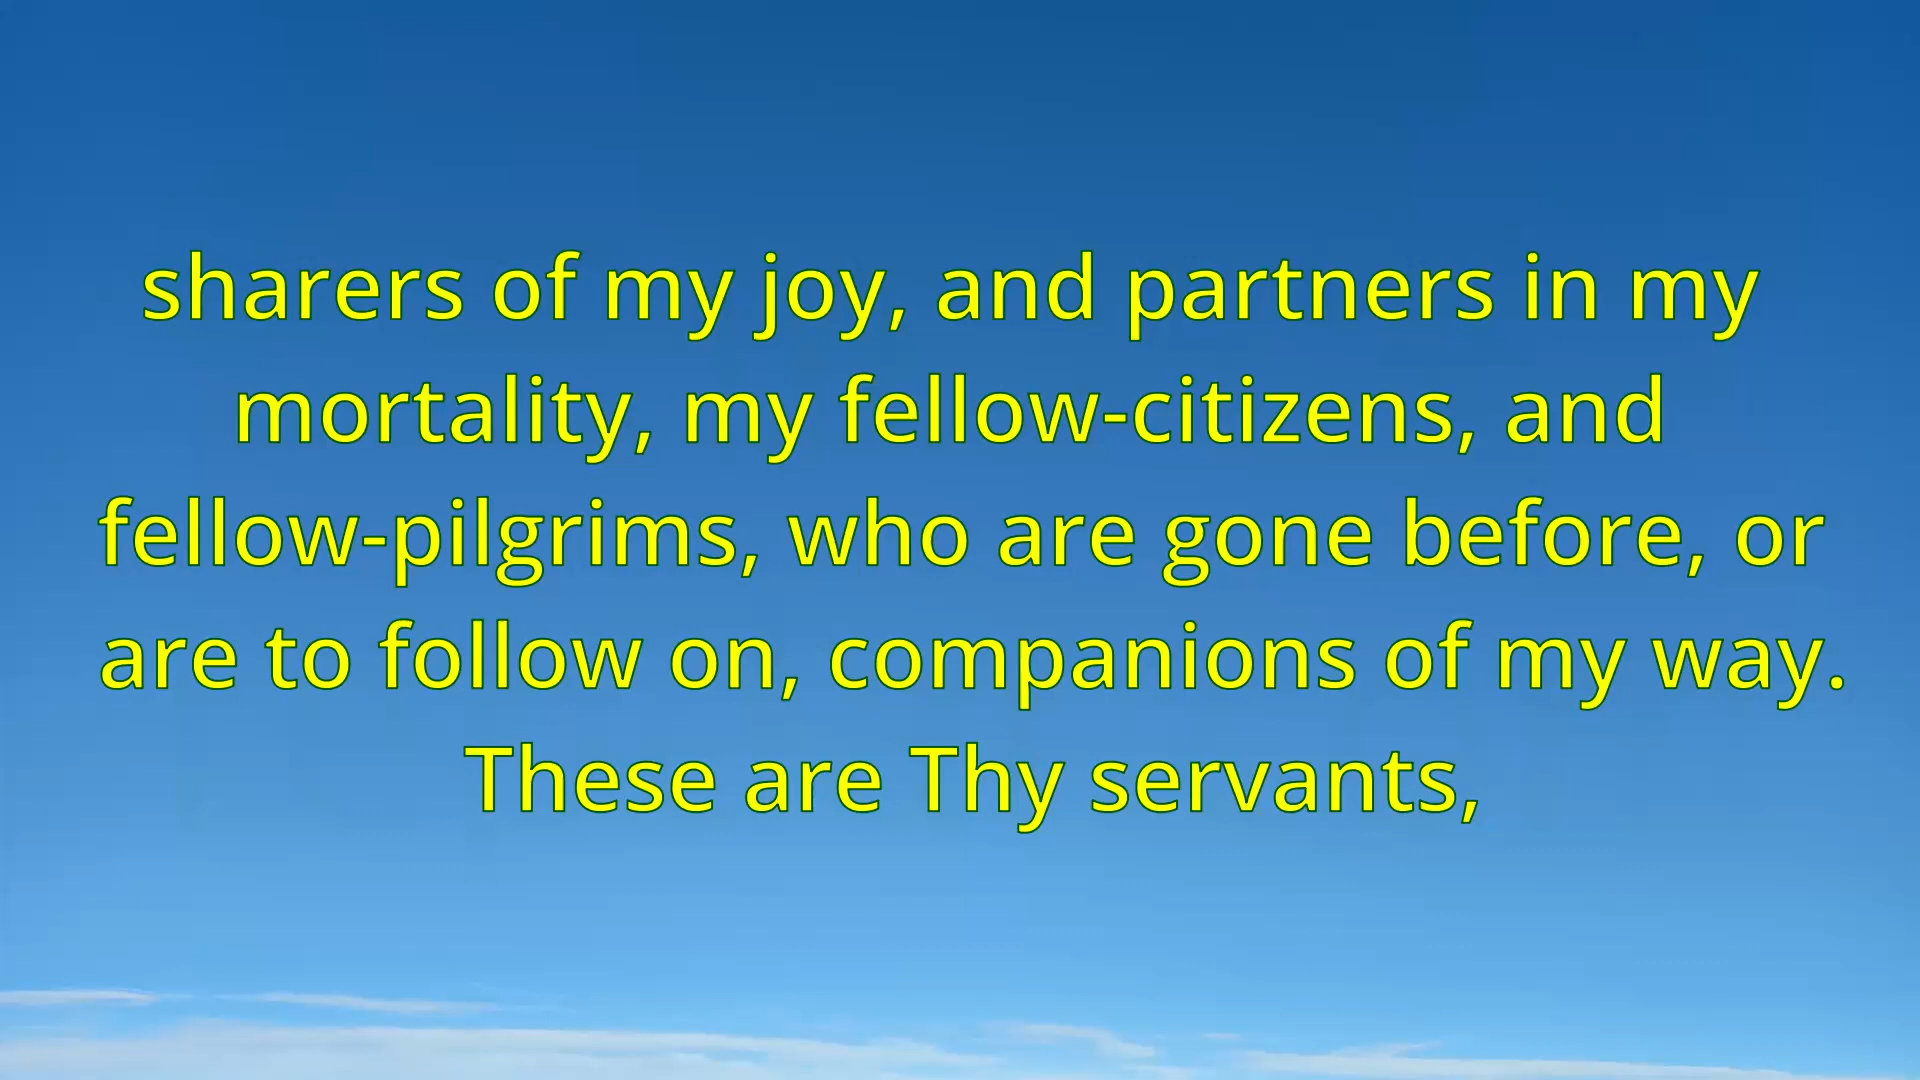 sharers of my joy, and partners in my
mortality, my fellow-citizens, and
fellow-pilgrims, who are gone before, or
are to follow on, companions of my way.
These are Thy servants,